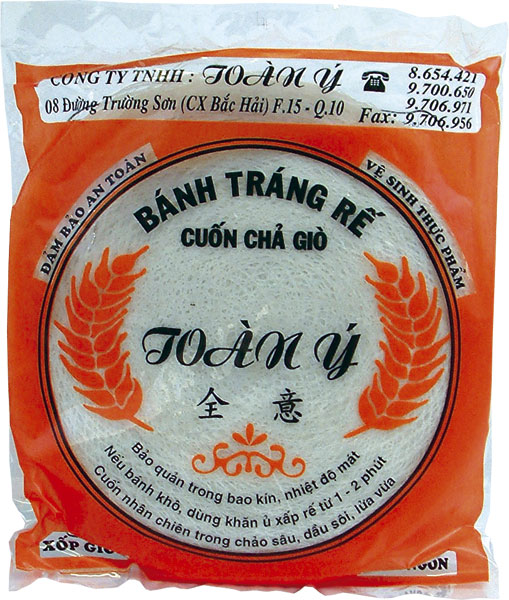 CÔNG TY TNHH : TOÀN Ý
08 Đường Trường Sơn (CX Bắc Hải) F.15 - Q.10
8.654.421
9.700.650
9.706.971
Fax: 9.706.956
ĐẢM BẢO AN TOÀN
VỆ SINH THỰC PHẨM
BÁNH TRÁNG RẾ
CUỐN CHẢ GIÒ
TOÀN Ý
全 意
Bảo quản trong bao kín, nhiệt độ mát
Nếu bánh khô, dùng khăn ủ xấp rế từ 1 - 2 phút
Cuốn nhân chiên trong chảo sâu, dầu sôi, lửa vừa
XỐP